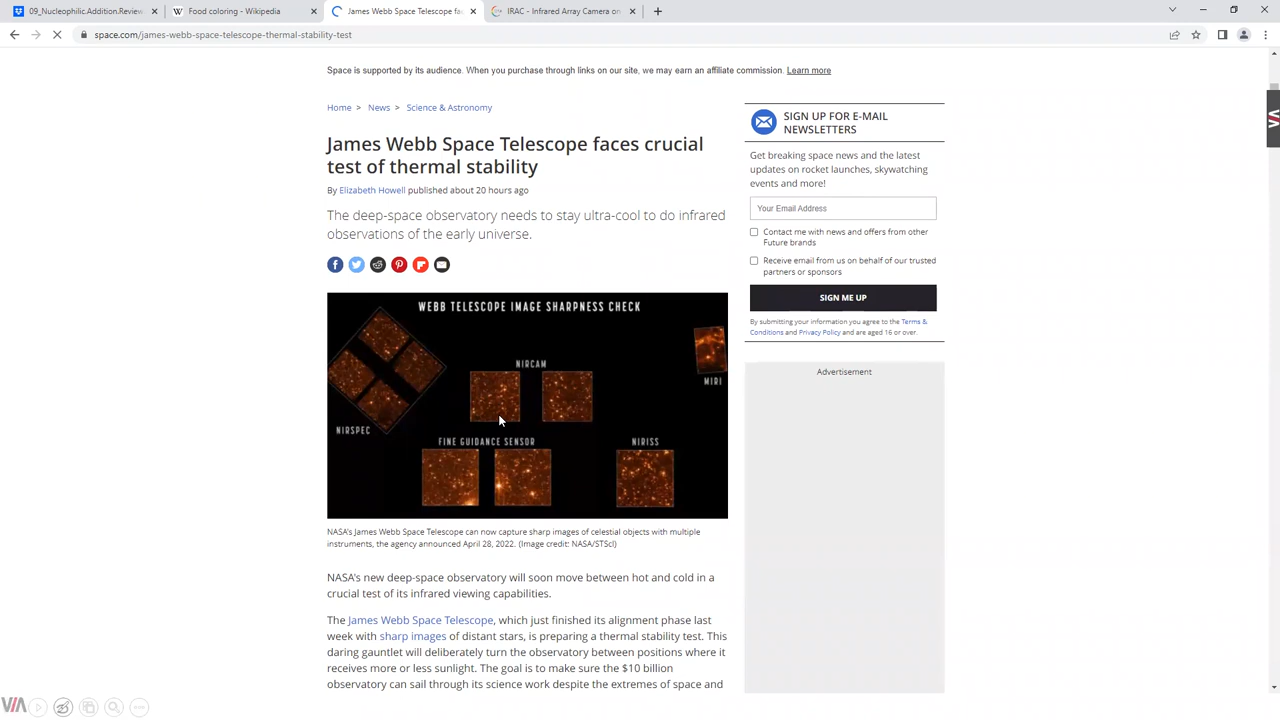 09_Nucleophilic.Addition.Review
Food coloring - Wikipedia
James Webb Space Telescope fa
IRAC - Infrared Array Camera on
space.com/james-webb-space-telescope-thermal-stability-test
Space is supported by its audience. When you purchase through links on our site, we may earn an affiliate commission. Learn more
Home > News > Science & Astronomy
James Webb Space Telescope faces crucial
test of thermal stability
By Elizabeth Howell published about 20 hours ago
The deep-space observatory needs to stay ultra-cool to do infrared
observations of the early universe.
WEBB TELESCOPE IMAGE SHARPNESS CHECK
NIRCAM
MIRI
NIRSPEC
FINE GUIDANCE SENSOR
NIRISS
NASA's James Webb Space Telescope can now capture sharp images of celestial objects with multiple
instruments, the agency announced April 28, 2022. (Image credit: NASA/STScI)
NASA's new deep-space observatory will soon move between hot and cold in a
crucial test of its infrared viewing capabilities.
The James Webb Space Telescope, which just finished its alignment phase last
week with sharp images of distant stars, is preparing a thermal stability test. This
daring gauntlet will deliberately turn the observatory between positions where it
receives more or less sunlight. The goal is to make sure the $10 billion
observatory can sail through its science work despite the extremes of space and
SIGN UP FOR E-MAIL
NEWSLETTERS
Get breaking space news and the latest
updates on rocket launches, skywatching
events and more!
Your Email Address
Contact me with news and offers from other
Future brands
Receive email from us on behalf of our trusted
partners or sponsors
SIGN ME UP
By submitting your information you agree to the Terms &
Conditions and Privacy Policy and are aged 16 or over.
Advertisement
VIA